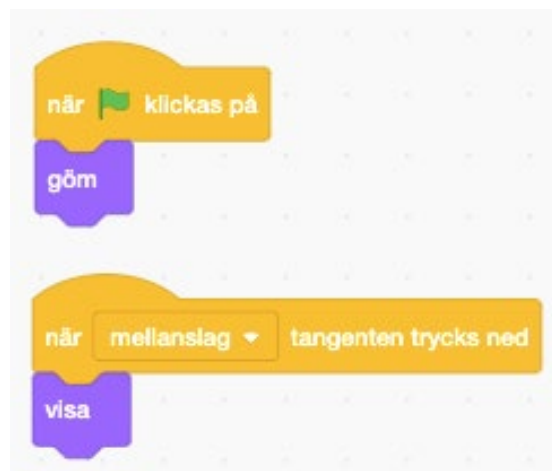 när klickas på
göm
när mellanslag tangenten trycks ned
visa